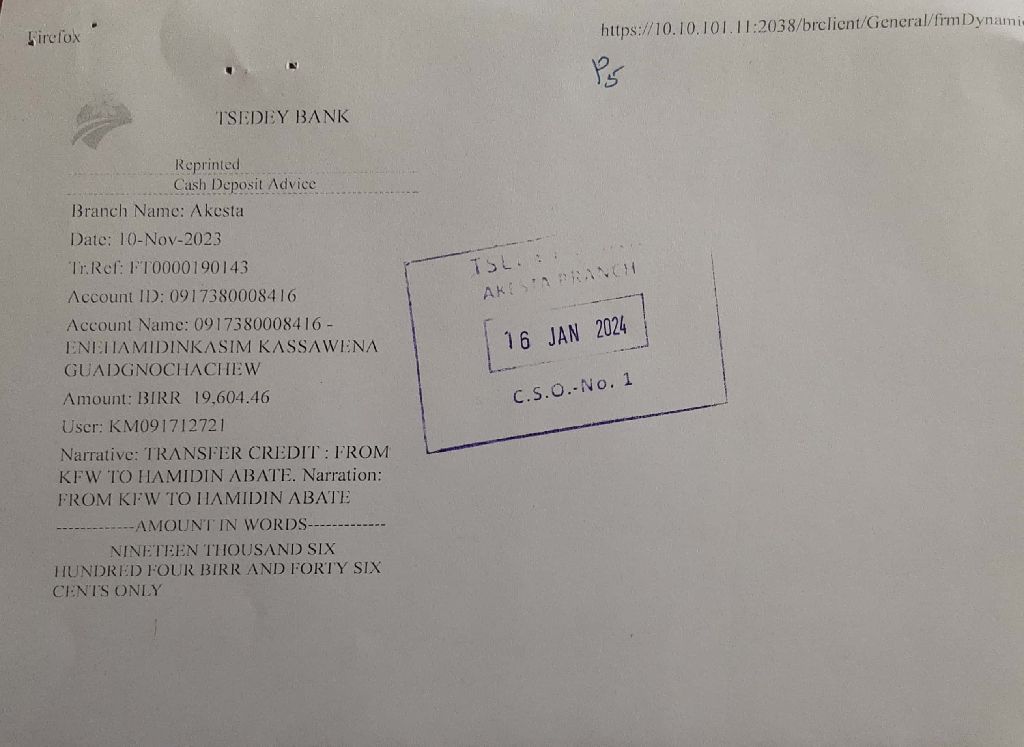 Firefox
https://10.10.101.11:2038/brclient/General/frmDynamic
P5
TSEDEY BANK
Reprinted
Cash Deposit Advice
Branch Name: Akesta
Date: 10-Nov-2023
Tr.Ref: FT0000190143
Account ID: 0917380008416
Account Name: 0917380008416 -
ENEHAMIDINKASIM KASSAWENA
GUADGNOCHACHEW
Amount: BIRR 19,604.46
User: KM091712721
Narrative: TRANSFER CREDIT : FROM
KFW TO HAMIDIN ABATE. Narration:
FROM KFW TO HAMIDIN ABATE
-------------AMOUNT IN WORDS-------------
NINETEEN THOUSAND SIX
HUNDRED FOUR BIRR AND FORTY SIX
CENTS ONLY
AKESTA BRANCH
16 JAN 2024
C.S.O.-No. 1